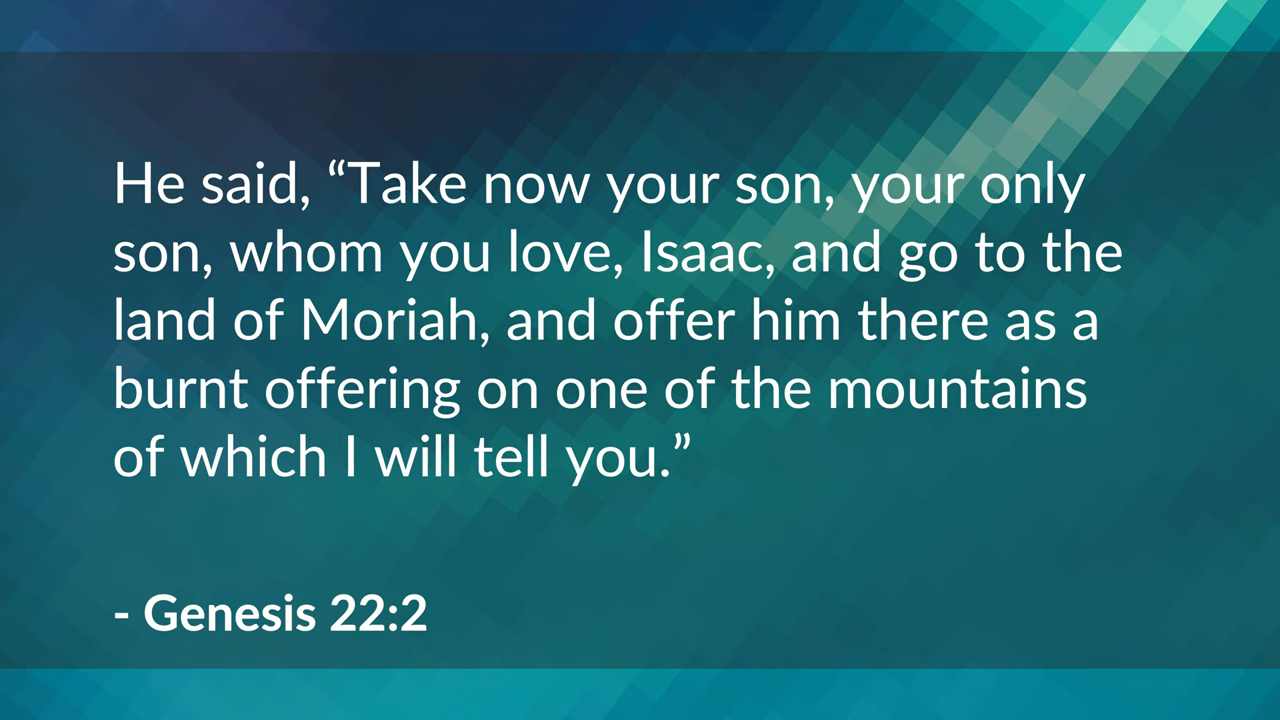 He said, “Take now your son, your only
son, whom you love, Isaac, and go to the
land of Moriah, and offer him there as a
burnt offering on one of the mountains
of which I will tell you.”
- Genesis 22:2